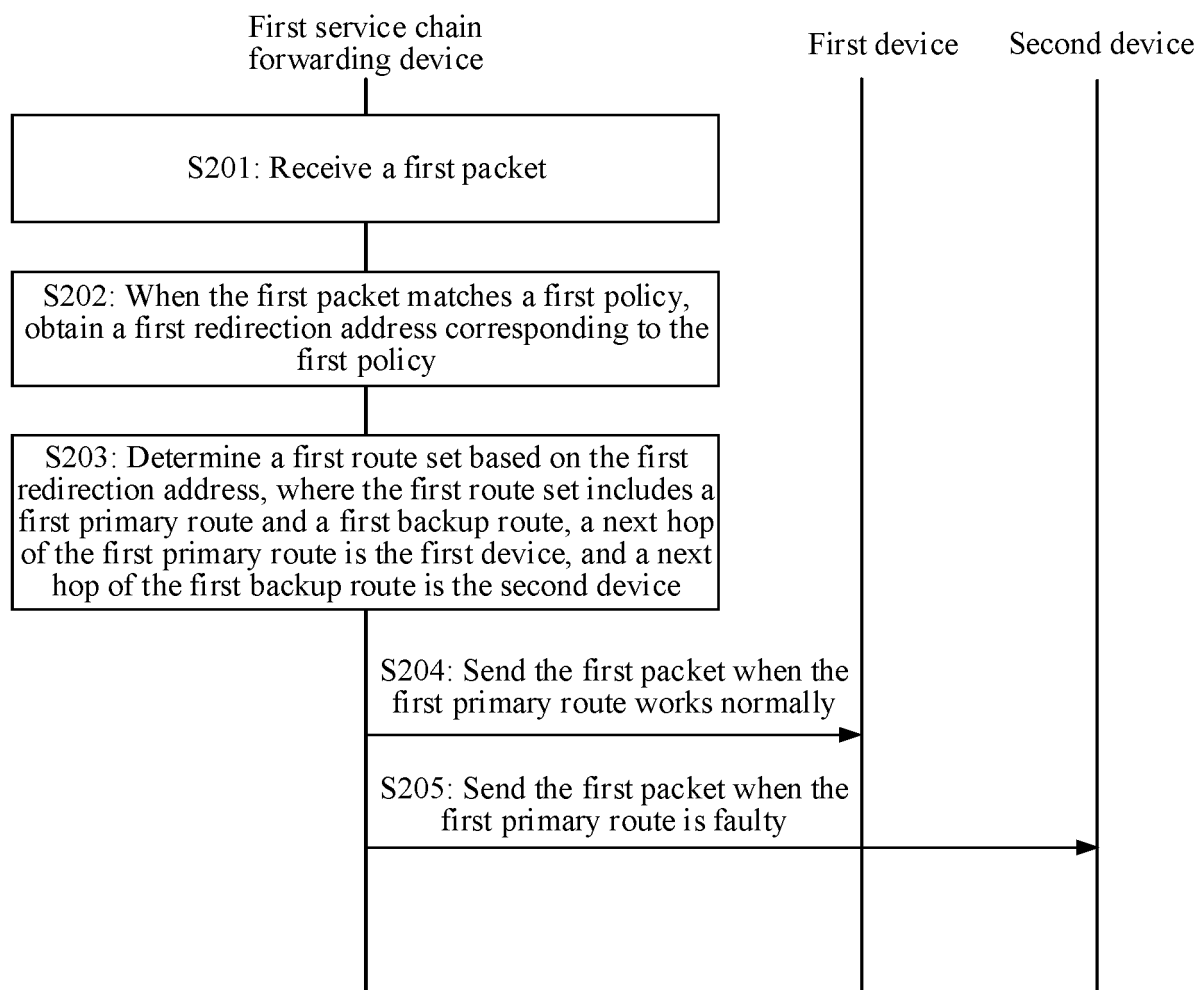 First service chain
forwarding device
First device
Second device
S201: Receive a first packet
S202: When the first packet matches a first policy,
obtain a first redirection address corresponding to the
first policy
S203: Determine a first route set based on the first
redirection address, where the first route set includes a
first primary route and a first backup route, a next hop
of the first primary route is the first device, and a next
hop of the first backup route is the second device
S204: Send the first packet when the
first primary route works normally
S205: Send the first packet when the
first primary route is faulty